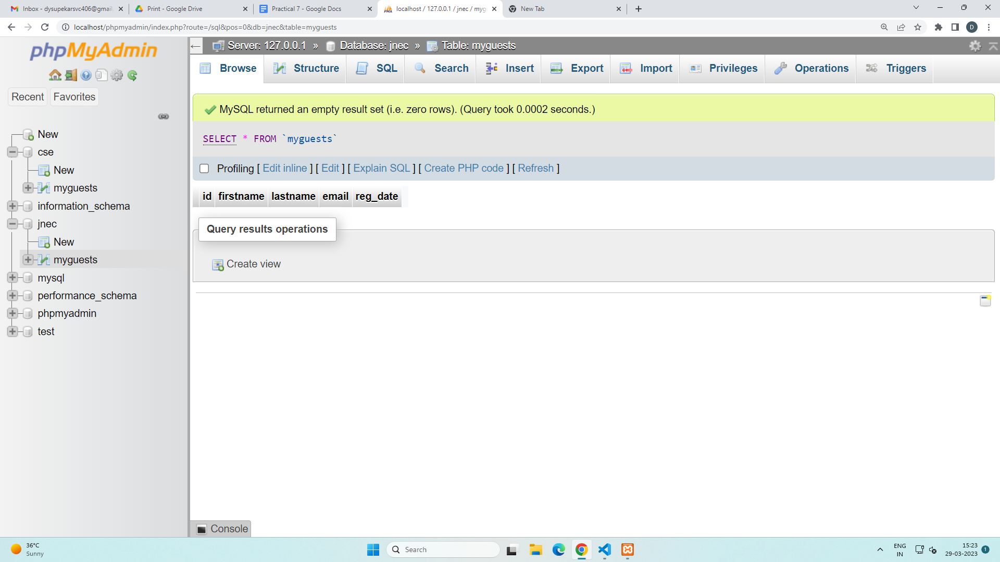 Inbox - dysupekarsvc406@gmail.
Print - Google Drive
Practical 7 - Google Docs
localhost / 127.0.0.1 / jnec / myg
New Tab
localhost/phpmyadmin/index.php?route=/sql&pos=0&db=jnec&table=myguests
D
phpMyAdmin
Recent
Favorites
New
cse
New
myguests
information_schema
jnec
New
myguests
mysql
performance_schema
phpmyadmin
test
Server: 127.0.0.1 » Database: jnec » Table: myguests
Browse
Structure
SQL
Search
Insert
Export
Import
Privileges
Operations
Triggers
MySQL returned an empty result set (i.e. zero rows). (Query took 0.0002 seconds.)
SELECT * FROM `myguests`
Profiling [ Edit inline ] [ Edit ] [ Explain SQL ] [ Create PHP code ] [ Refresh ]
id firstname lastname email reg_date
Query results operations
Create view
Console
36°C
Sunny
Search
ENG
IN
15:23
29-03-2023
1